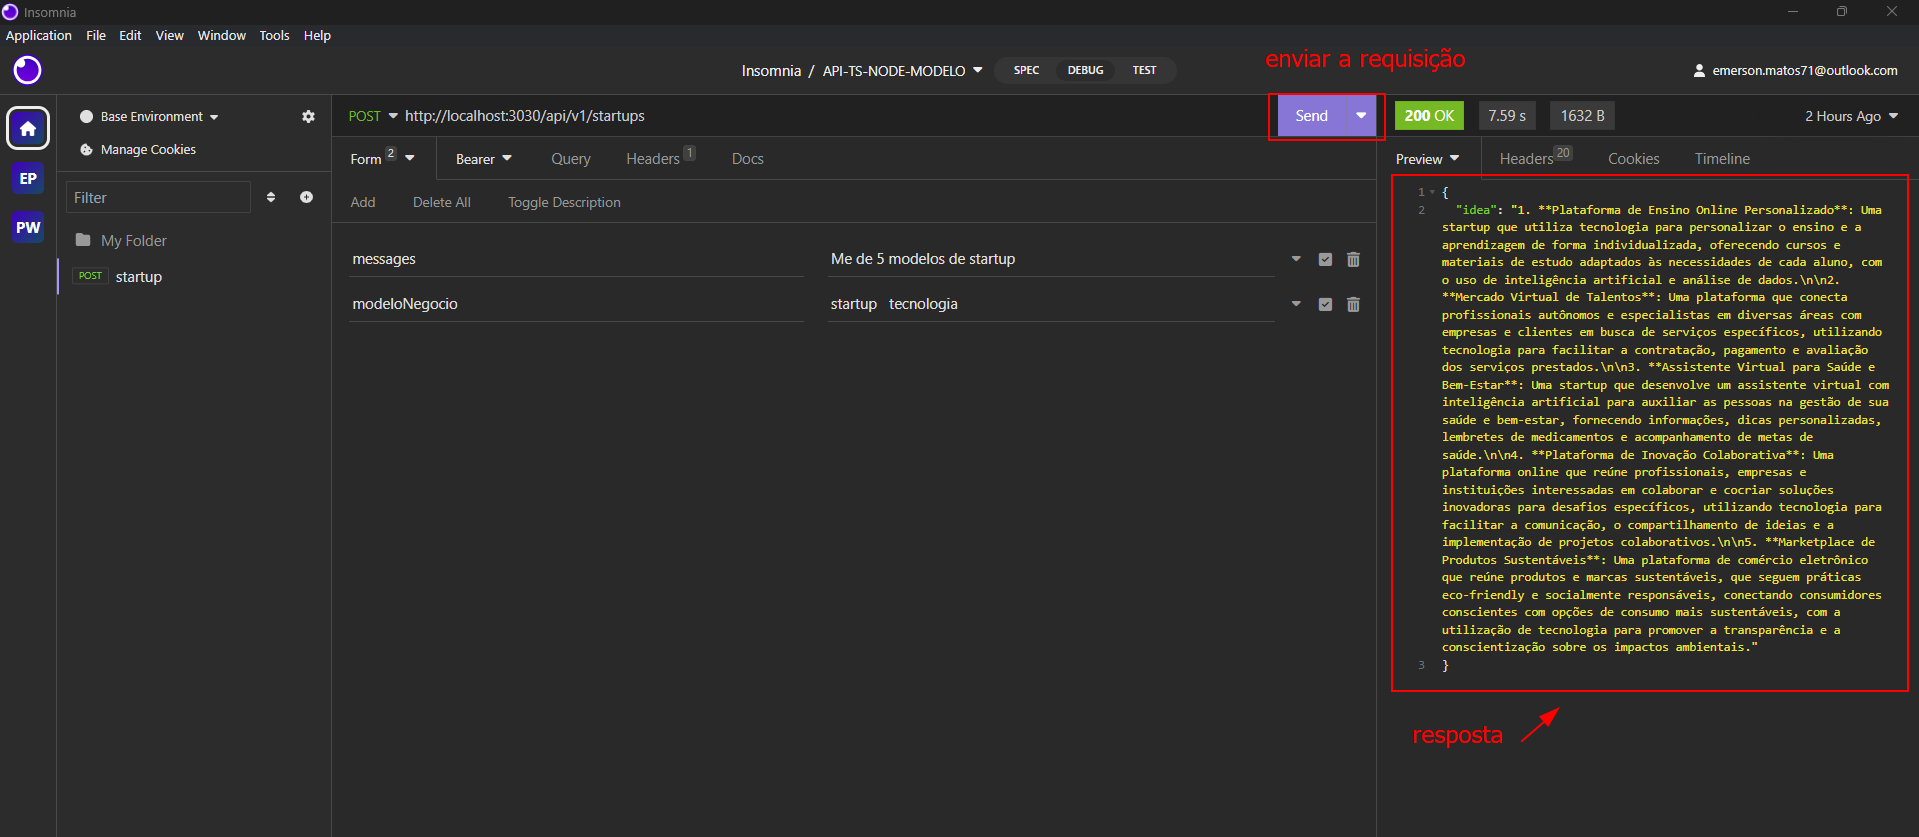 Insomnia
Application File Edit View Window Tools Help
Insomnia / API-TS-NODE-MODELO
SPEC DEBUG TEST
enviar a requisição
emerson.matos71@outlook.com
EP
PW
Base Environment
Manage Cookies
Filter
My Folder
POST startup
POST http://localhost:3030/api/v1/startups
Send
200 OK 7.59 s 1632 B 2 Hours Ago
Form 2 Bearer Query Headers 1 Docs
Add Delete All Toggle Description
messages Me de 5 modelos de startup
modeloNegocio startup tecnologia
Preview Headers 20 Cookies Timeline
1 {
2 "idea": "1. **Plataforma de Ensino Online Personalizado**: Uma
startup que utiliza tecnologia para personalizar o ensino e a
aprendizagem de forma individualizada, oferecendo cursos e
materiais de estudo adaptados às necessidades de cada aluno, com
o uso de inteligência artificial e análise de dados.\n\n2.
**Mercado Virtual de Talentos**: Uma plataforma que conecta
profissionais autônomos e especialistas em diversas áreas com
empresas e clientes em busca de serviços específicos, utilizando
tecnologia para facilitar a contratação, pagamento e avaliação
dos serviços prestados.\n\n3. **Assistente Virtual para Saúde e
Bem-Estar**: Uma startup que desenvolve um assistente virtual com
inteligência artificial para auxiliar as pessoas na gestão de sua
saúde e bem-estar, fornecendo informações, dicas personalizadas,
lembretes de medicamentos e acompanhamento de metas de
saúde.\n\n4. **Plataforma de Inovação Colaborativa**: Uma
plataforma online que reúne profissionais, empresas e
instituições interessadas em colaborar e cocriar soluções
inovadoras para desafios específicos, utilizando tecnologia para
facilitar a comunicação, o compartilhamento de ideias e a
implementação de projetos colaborativos.\n\n5. **Marketplace de
Produtos Sustentáveis**: Uma plataforma de comércio eletrônico
que reúne produtos e marcas sustentáveis, que seguem práticas
eco-friendly e socialmente responsáveis, conectando consumidores
conscientes com opções de consumo mais sustentáveis, com a
utilização de tecnologia para promover a transparência e a
conscientização sobre os impactos ambientais."
3 }
resposta